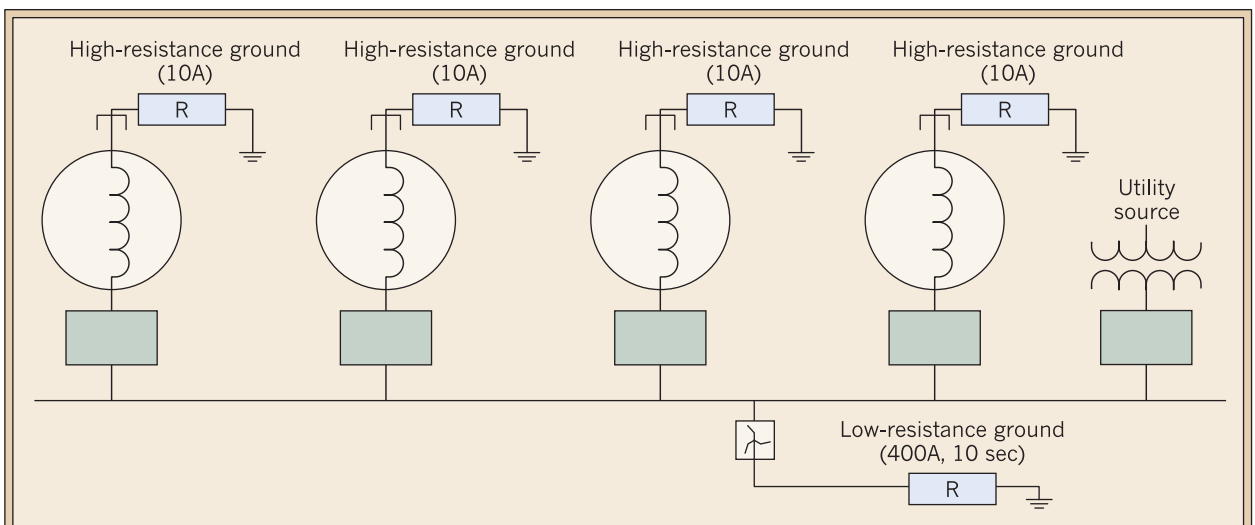 High-resistance ground
(10A)
R
High-resistance ground
(10A)
R
High-resistance ground
(10A)
R
High-resistance ground
(10A)
R
Utility
source
Low-resistance ground
(400A, 10 sec)
R